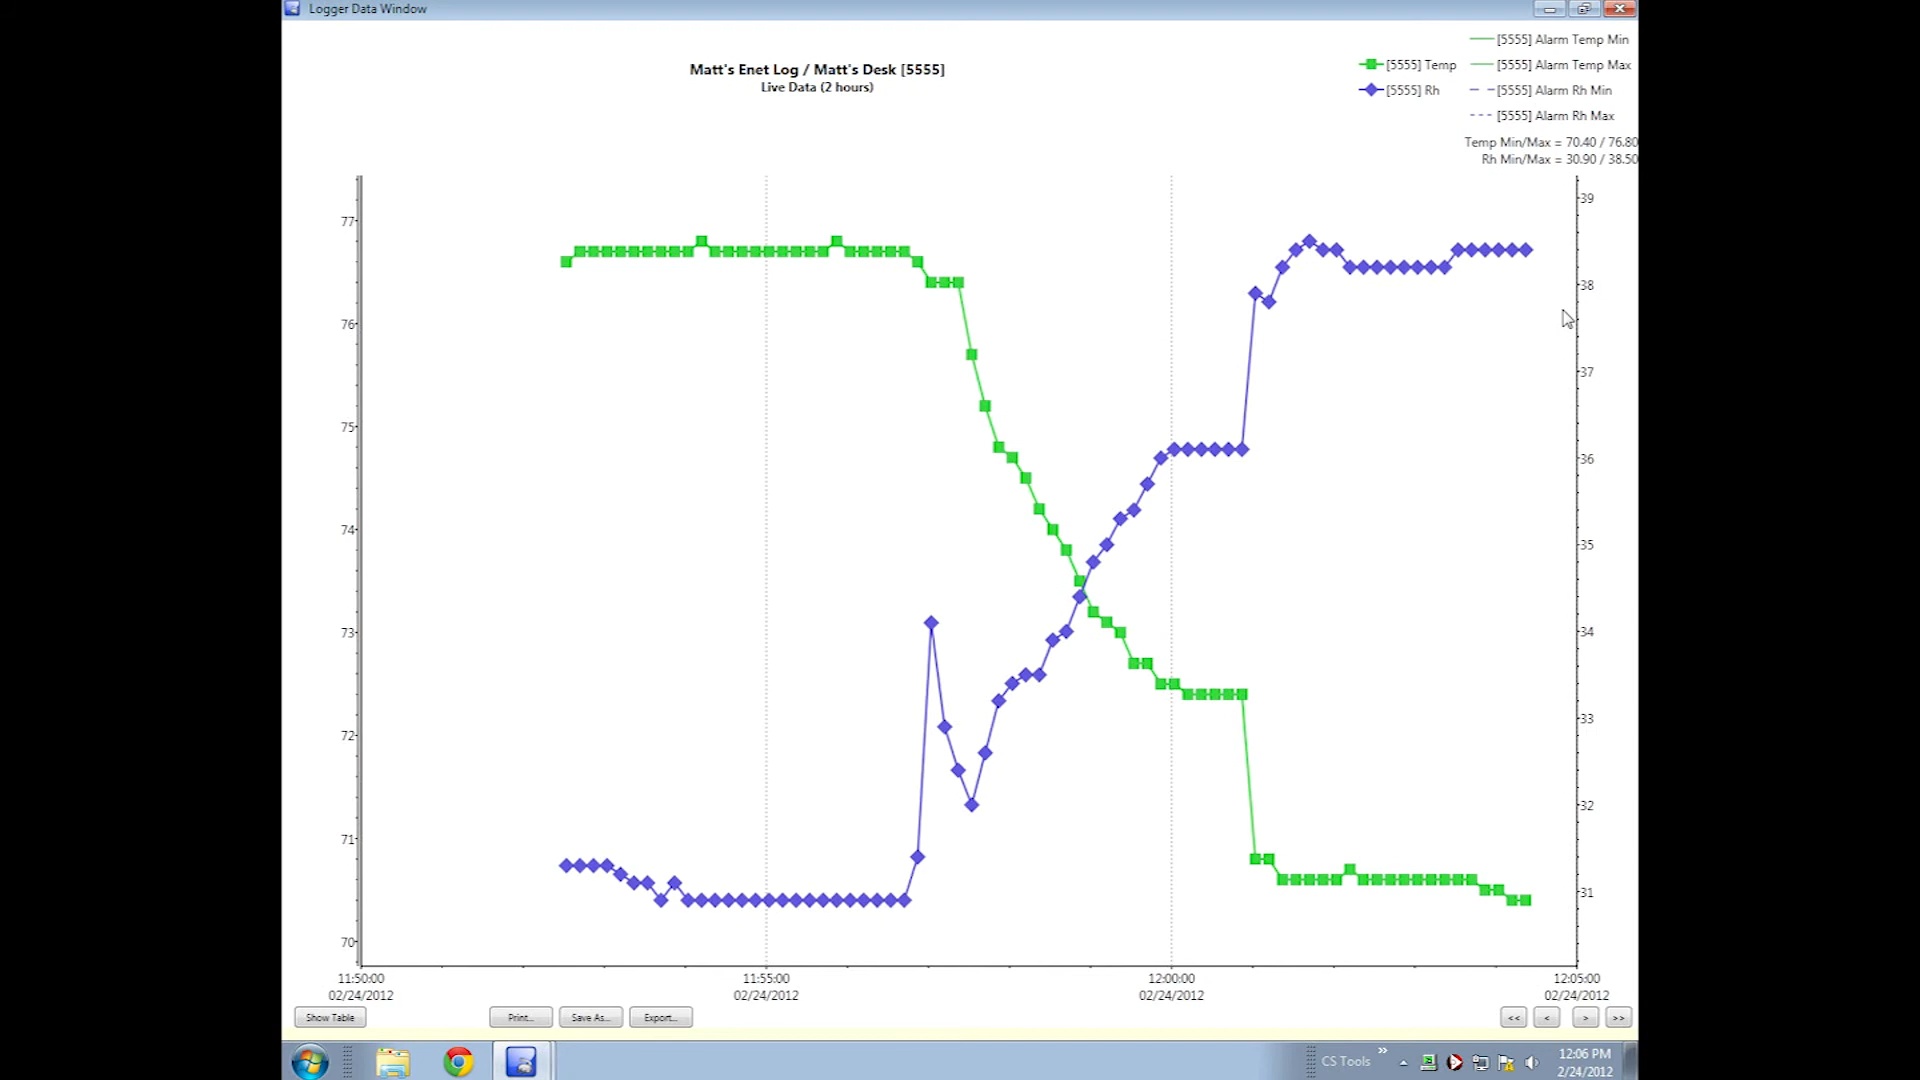 Logger Data Window
Matt's Enet Log / Matt's Desk [5555]
Live Data (2 hours)
[5555] Alarm Temp Min
[5555] Temp
[5555] Alarm Temp Max
[5555] Rh
[5555] Alarm Rh Min
[5555] Alarm Rh Max
Temp Min/Max = 70.40 / 76.80
Rh Min/Max = 30.90 / 38.50
77
76
75
74
73
72
71
70
39
38
37
36
35
34
33
32
31
11:50:00
02/24/2012
11:55:00
02/24/2012
12:00:00
02/24/2012
12:05:00
02/24/2012
Show Table
Print...
Save As...
Export...
<<
<
>
>>
CS Tools
»
12:06 PM
2/24/2012